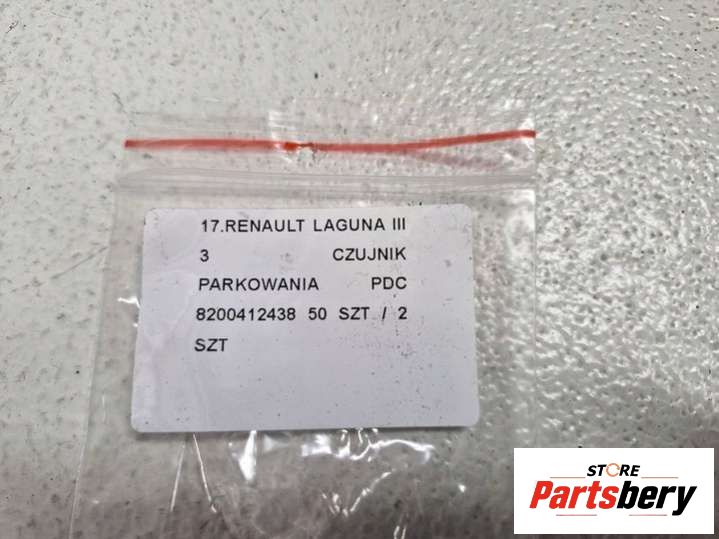 17.RENAULT LAGUNA III
3 CZUJNIK
PARKOWANIA PDC
8200412438 50 SZT / 2
SZT
STORE
Partsbery